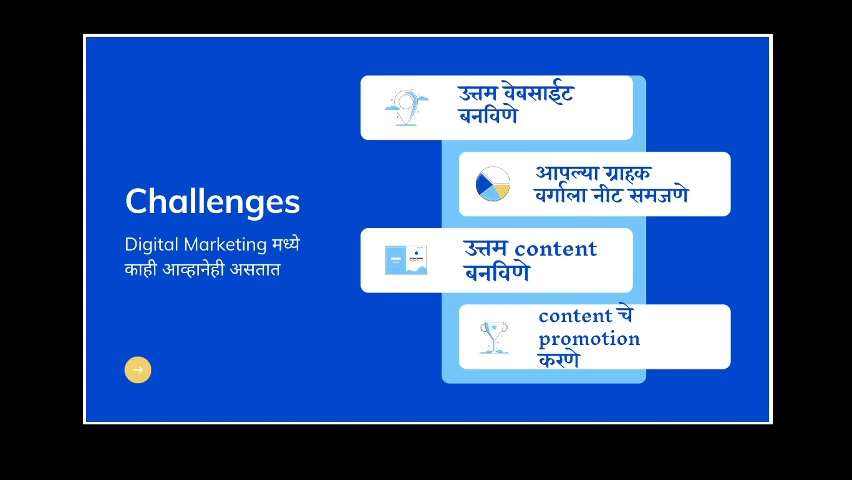 Challenges
Digital Marketing मध्ये
काही आव्हानेही असतात
उत्तम वेबसाईट
बनविणे
आपल्या ग्राहक
वर्गाला नीट समजणे
उत्तम content
बनविणे
content चे
promotion
करणे